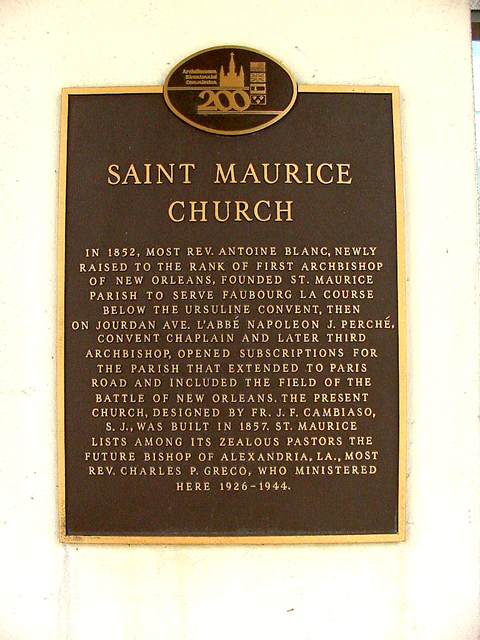 Archdiocesan
Bicentennial
Commission
200
SAINT MAURICE
CHURCH
IN 1852, MOST REV. ANTOINE BLANC, NEWLY
RAISED TO THE RANK OF FIRST ARCHBISHOP
OF NEW ORLEANS, FOUNDED ST. MAURICE
PARISH TO SERVE FAUBOURG LA COURSE
BELOW THE URSULINE CONVENT, THEN
ON JOURDAN AVE. L'ABBÉ NAPOLEON J. PERCHÉ,
CONVENT CHAPLAIN AND LATER THIRD
ARCHBISHOP, OPENED SUBSCRIPTIONS FOR
THE PARISH THAT EXTENDED TO PARIS
ROAD AND INCLUDED THE FIELD OF THE
BATTLE OF NEW ORLEANS. THE PRESENT
CHURCH, DESIGNED BY FR. J. F. CAMBIASO,
S. J., WAS BUILT IN 1857. ST. MAURICE
LISTS AMONG ITS ZEALOUS PASTORS THE
FUTURE BISHOP OF ALEXANDRIA, LA., MOST
REV. CHARLES P. GRECO, WHO MINISTERED
HERE 1926-1944.